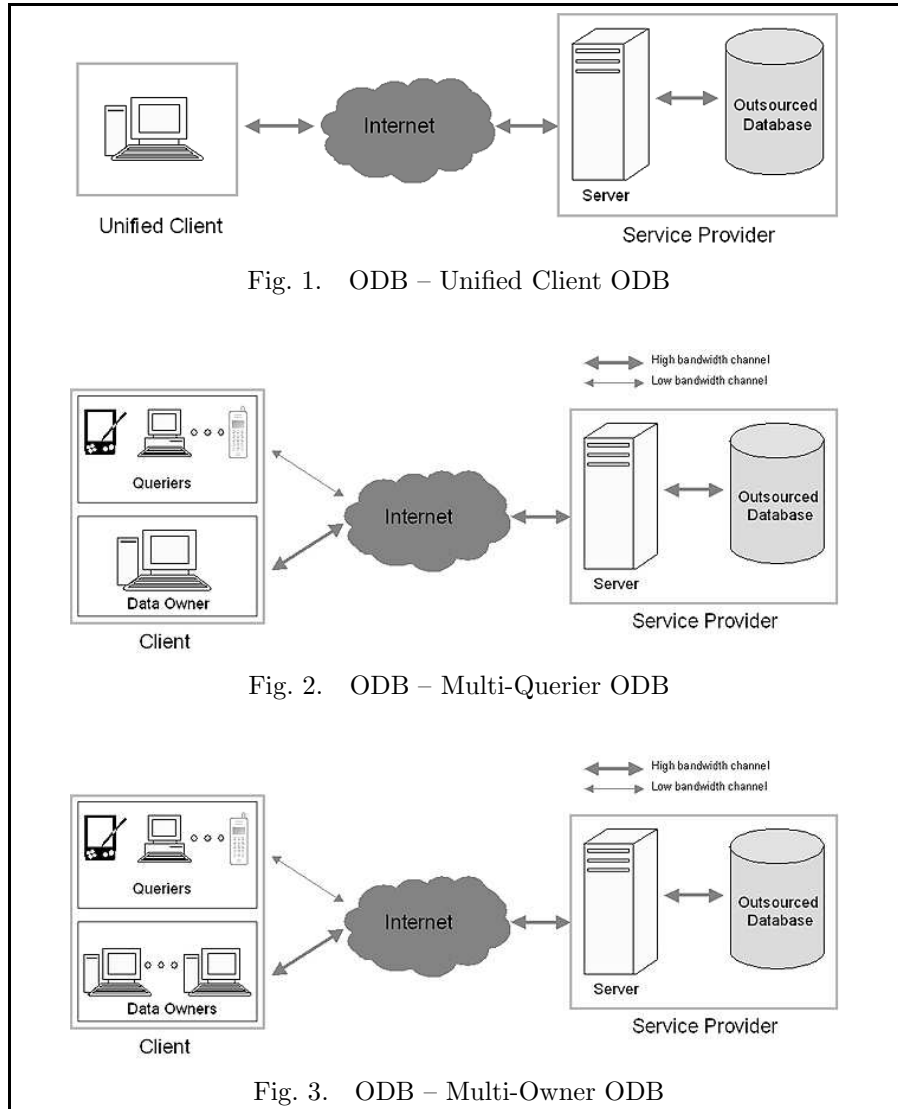 Internet
Outsourced
Database
Server
Unified Client
Service Provider
Fig. 1. ODB – Unified Client ODB
High bandwidth channel
Low bandwidth channel
Queriers
Internet
Outsourced
Database
Data Owner
Server
Client
Service Provider
Fig. 2. ODB – Multi-Querier ODB
High bandwidth channel
Low bandwidth channel
Queriers
Internet
Outsourced
Database
Data Owners
Server
Client
Service Provider
Fig. 3. ODB – Multi-Owner ODB